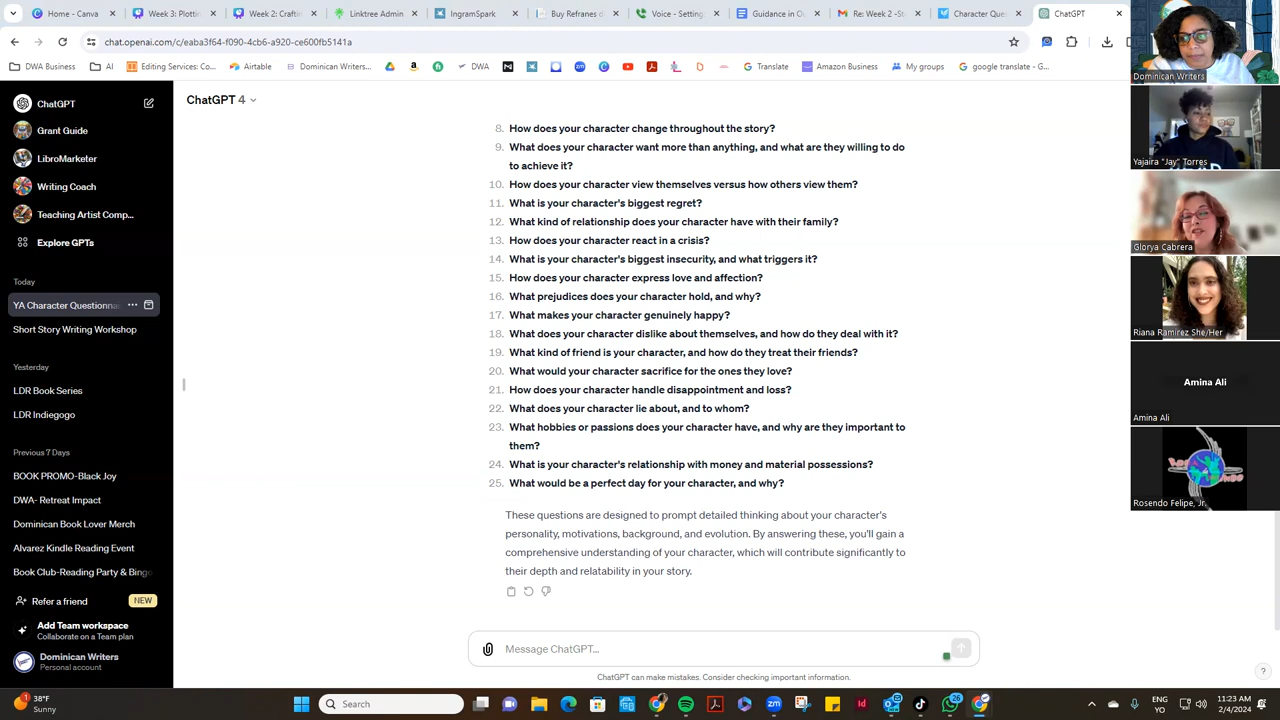 Home - Canva
Week 3: Plottin
Week 2: Craftin
Linktree Admin
Inspi
Jay Reframes d
Voice - Setting
Guidance in O
Re: Week 2 -
Character Ques
ChatGPT
chat.openai.com/c/eaba3f64-f090-4cb6-a920-ce600fb5141a
DWA Business
AI
Editing Services: Co...
Airtable
Dominican Writers...
DWA
Translate
Amazon Business
My groups
google translate - G...
ChatGPT
Grant Guide
LibroMarketer
Writing Coach
Teaching Artist Comp...
Explore GPTs
Today
YA Character Questionna
Short Story Writing Workshop
Yesterday
LDR Book Series
LDR Indiegogo
Previous 7 Days
BOOK PROMO-Black Joy
DWA- Retreat Impact
Dominican Book Lover Merch
Alvarez Kindle Reading Event
Book Club-Reading Party & Bingo
Refer a friend
NEW
Add Team workspace
Collaborate on a Team plan
Dominican Writers
Personal account
ChatGPT 4
8. How does your character change throughout the story?
9. What does your character want more than anything, and what are they willing to do
to achieve it?
10. How does your character view themselves versus how others view them?
11. What is your character's biggest regret?
12. What kind of relationship does your character have with their family?
13. How does your character react in a crisis?
14. What is your character's biggest insecurity, and what triggers it?
15. How does your character express love and affection?
16. What prejudices does your character hold, and why?
17. What makes your character genuinely happy?
18. What does your character dislike about themselves, and how do they deal with it?
19. What kind of friend is your character, and how do they treat their friends?
20. What would your character sacrifice for the ones they love?
21. How does your character handle disappointment and loss?
22. What does your character lie about, and to whom?
23. What hobbies or passions does your character have, and why are they important to
them?
24. What is your character's relationship with money and material possessions?
25. What would be a perfect day for your character, and why?
These questions are designed to prompt detailed thinking about your character's
personality, motivations, background, and evolution. By answering these, you'll gain a
comprehensive understanding of your character, which will contribute significantly to
their depth and relatability in your story.
Message ChatGPT...
ChatGPT can make mistakes. Consider checking important information.
?
Dominican Writers
Yajaira "Jay" Torres
Glorya Cabrera
Riana Ramirez She/Her
Amina Ali
Amina Ali
Rosendo Felipe, Jr.
38°F
Sunny
Search
26
ENG
YO
11:23 AM
2/4/2024